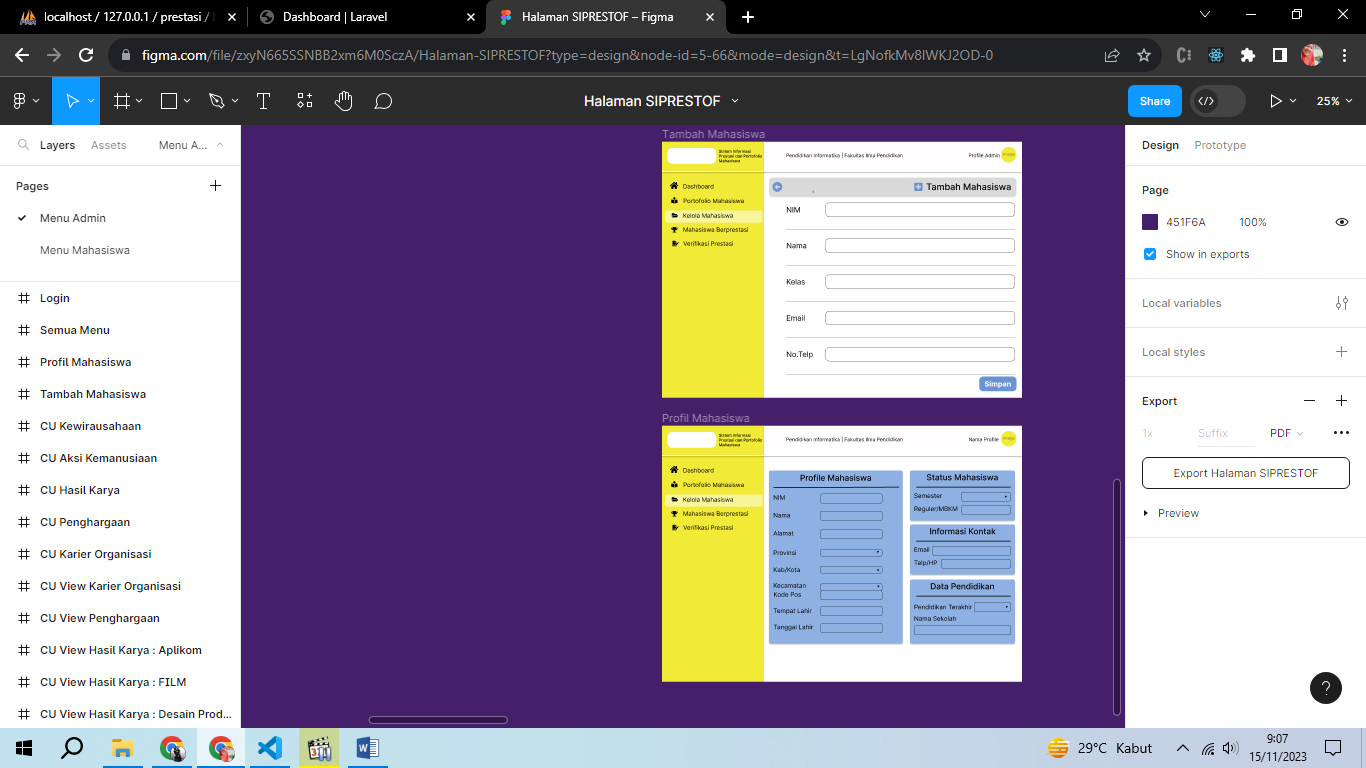 localhost / 127.0.0.1 / prestasi /
Dashboard | Laravel
Halaman SIPRESTOF – Figma
figma.com/file/zxyN665SSNBB2xm6M0SczA/Halaman-SIPRESTOF?type=design&node-id=5-66&mode=design&t=LgNofkMv8IWKJ2OD-0
Halaman SIPRESTOF
Share
25%
Layers
Assets
Menu A...
Pages
Menu Admin
Menu Mahasiswa
Login
Semua Menu
Profil Mahasiswa
Tambah Mahasiswa
CU Kewirausahaan
CU Aksi Kemanusiaan
CU Hasil Karya
CU Penghargaan
CU Karier Organisasi
CU View Karier Organisasi
CU View Penghargaan
CU View Hasil Karya : Aplikom
CU View Hasil Karya : FILM
CU View Hasil Karya : Desain Prod...
Tambah Mahasiswa
Sistem Informasi
Prestasi dan Portofolio
Mahasiswa
Pendidikan Informatika | Fakultas Ilmu Pendidikan
Profile Admin
Dashboard
Portofolio Mahasiswa
Kelola Mahasiswa
Mahasiswa Berprestasi
Verifikasi Prestasi
Tambah Mahasiswa
NIM
Nama
Kelas
Email
No.Telp
Simpan
Profil Mahasiswa
Sistem Informasi
Prestasi dan Portofolio
Mahasiswa
Pendidikan Informatika | Fakultas Ilmu Pendidikan
Nama Profile
Dashboard
Portofolio Mahasiswa
Kelola Mahasiswa
Mahasiswa Berprestasi
Verifikasi Prestasi
Profile Mahasiswa
NIM
Nama
Alamat
Provinsi
Kab/Kota
Kecamatan
Kode Pos
Tempat Lahir
Tanggal Lahir
Status Mahasiswa
Semester
Reguler/MBKM
Informasi Kontak
Email
Telp/HP
Data Pendidikan
Pendidikan Terakhir
Nama Sekolah
Design
Prototype
Page
451F6A
100%
Show in exports
Local variables
Local styles
Export
1x
Suffix
PDF
Export Halaman SIPRESTOF
Preview
?
29°C Kabut
9:07
15/11/2023